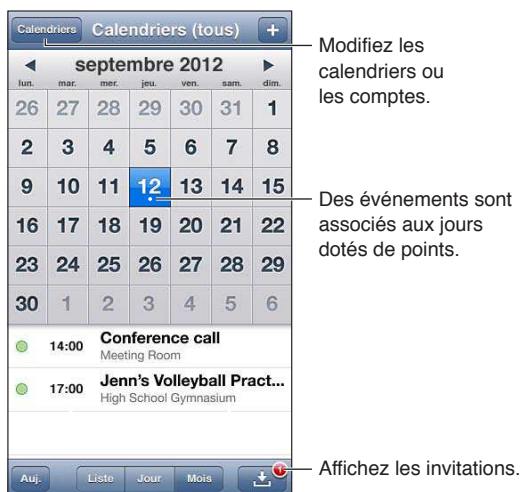 Calendriers Calendriers (tous) +
Modifiez les
calendriers ou
les comptes.
septembre 2012
lun. mar. mer. jeu. ven. sam. dim.
26 27 28 29 30 31 1
2 3 4 5 6 7 8
9 10 11 12 13 14 15
Des événements sont
associés aux jours
dotés de points.
16 17 18 19 20 21 22
23 24 25 26 27 28 29
30 1 2 3 4 5 6
14:00 Conference call
Meeting Room
17:00 Jenn's Volleyball Pract...
High School Gymnasium
Auj. Liste Jour Mois 1
Affichez les invitations.